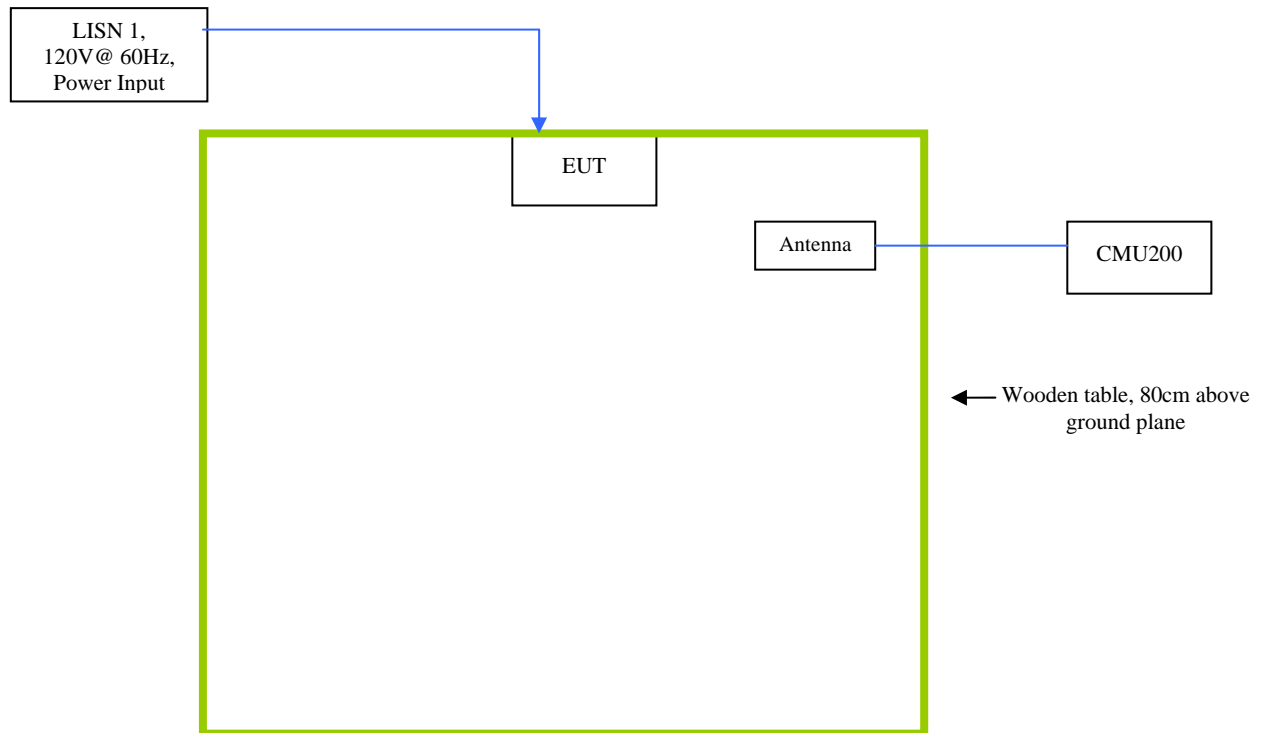 LISN 1,
120V@ 60Hz,
Power Input
EUT
Antenna
CMU200
Wooden table, 80cm above
ground plane